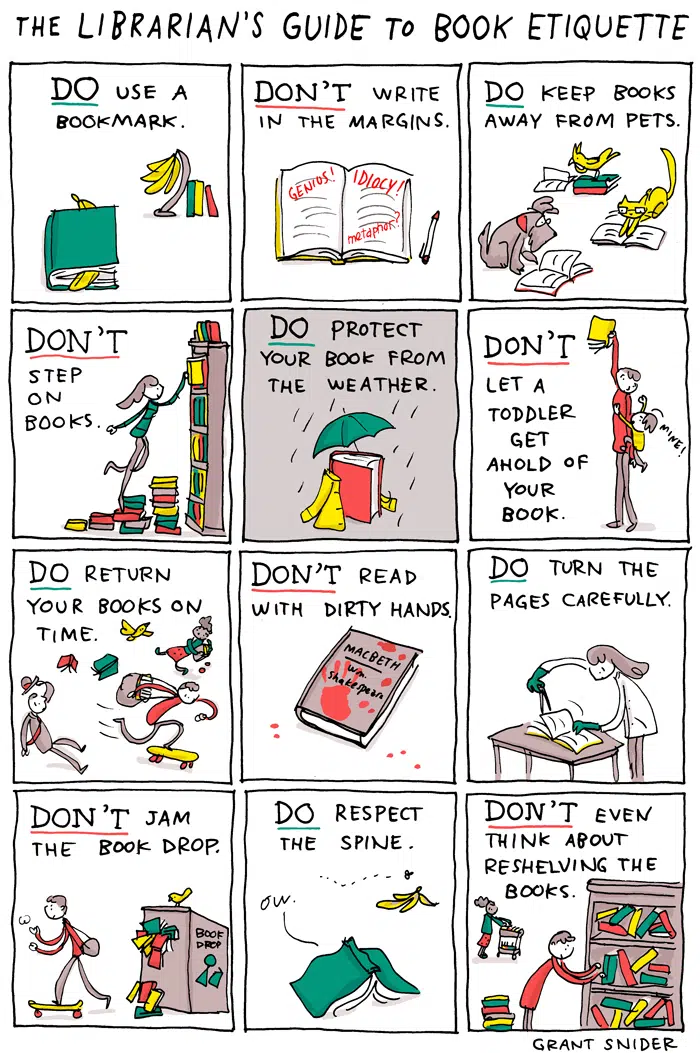 THE LIBRARIAN'S GUIDE TO BOOK ETIQUETTE
DO USE A
BOOKMARK.
DON'T WRITE
IN THE MARGINS.
GENIUS!
IDIOCY!
metaphor?
DO KEEP BOOKS
AWAY FROM PETS.
DON'T
STEP
ON
BOOKS.
DO PROTECT
YOUR BOOK FROM
THE WEATHER.
DON'T
LET A
TODDLER
GET
AHOLD OF
YOUR
BOOK.
MINE!
DO RETURN
YOUR BOOKS ON
TIME.
DON'T READ
WITH DIRTY HANDS.
MACBETH
Wm.
Shakespeare
DO TURN THE
PAGES CAREFULLY.
DON'T JAM
THE BOOK DROP.
BOOK
DROP
DO RESPECT
THE SPINE.
OW.
DON'T EVEN
THINK ABOUT
RESHELVING THE
BOOKS.
GRANT SNIDER